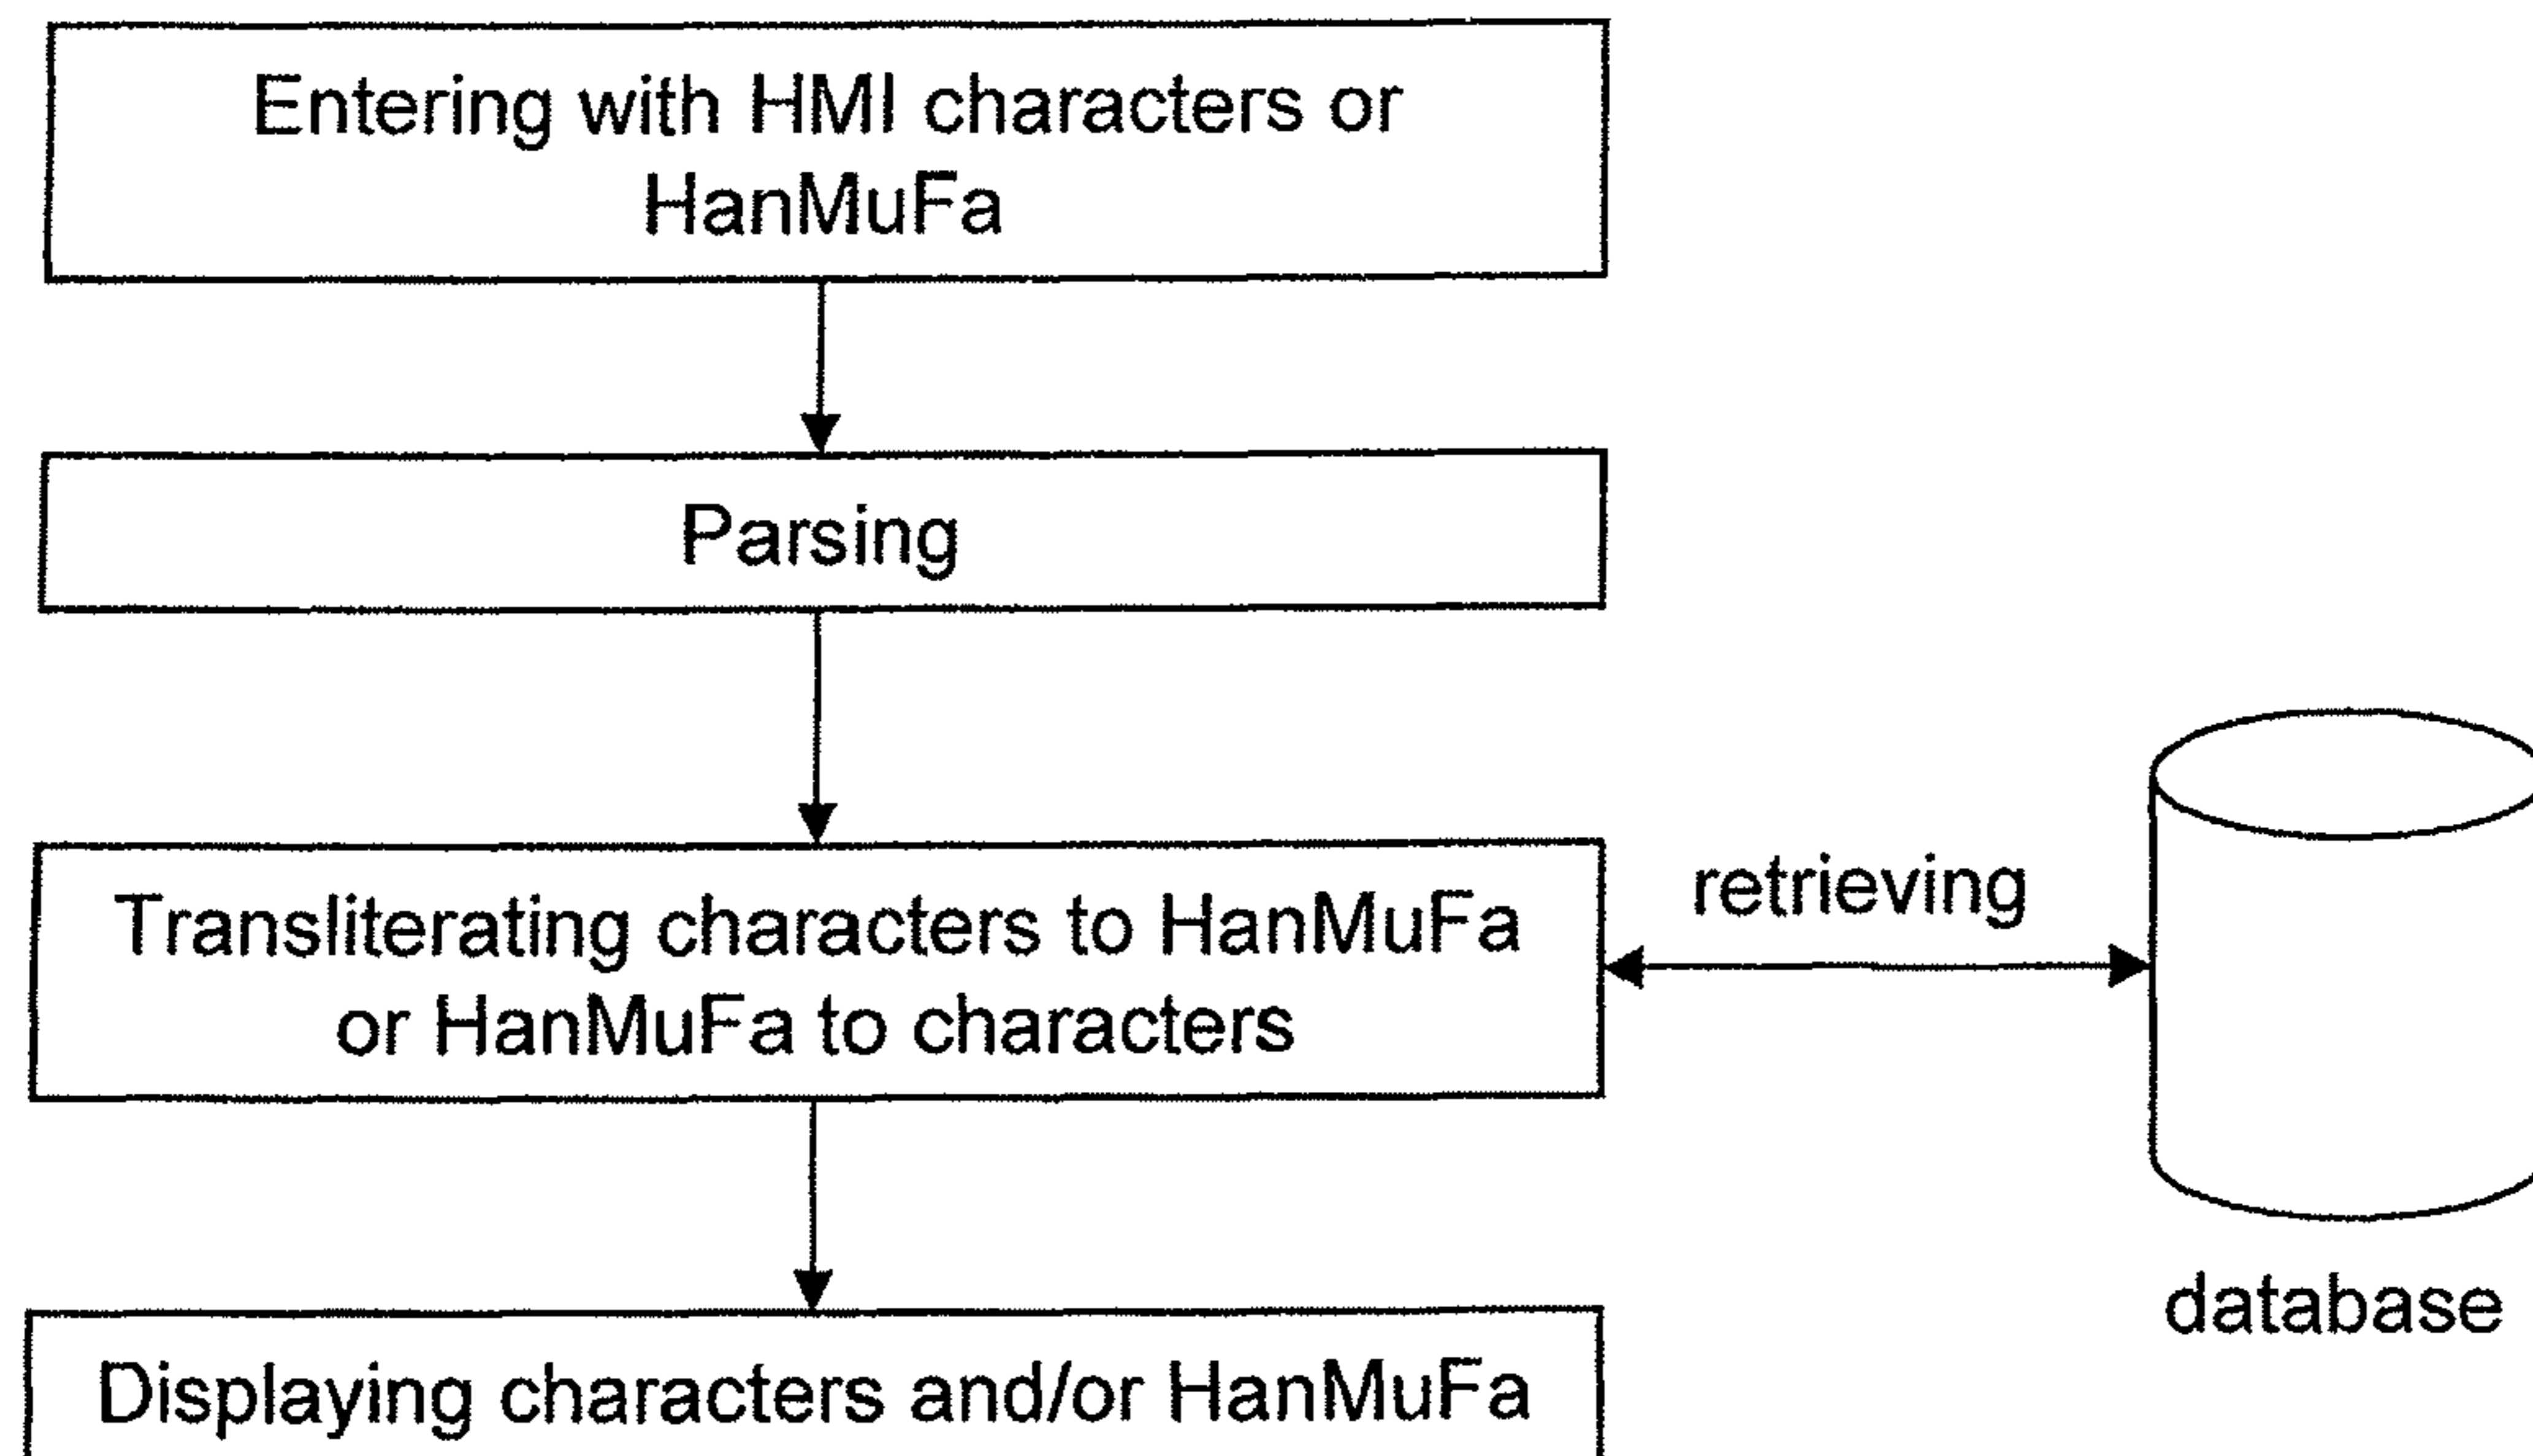 Entering with HMI characters or
HanMuFa
Parsing
Transliterating characters to HanMuFa
or HanMuFa to characters
retrieving
database
Displaying characters and/or HanMuFa